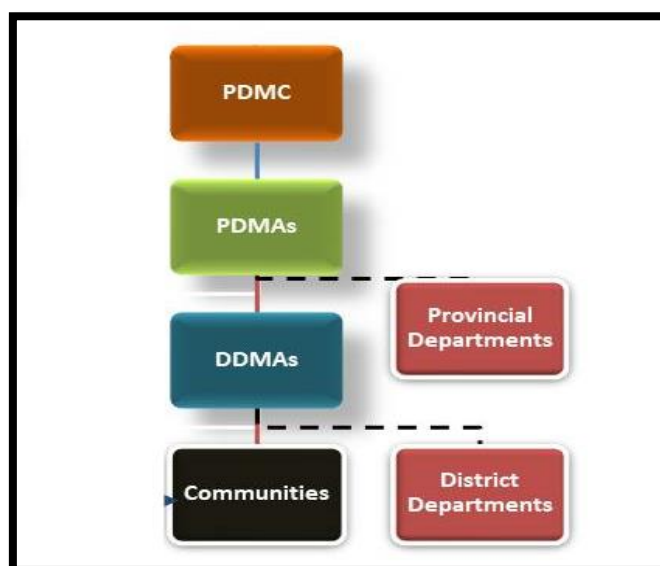 PDMC
PDMAs
Provincial
Departments
DDMAs
Communities
District
Departments